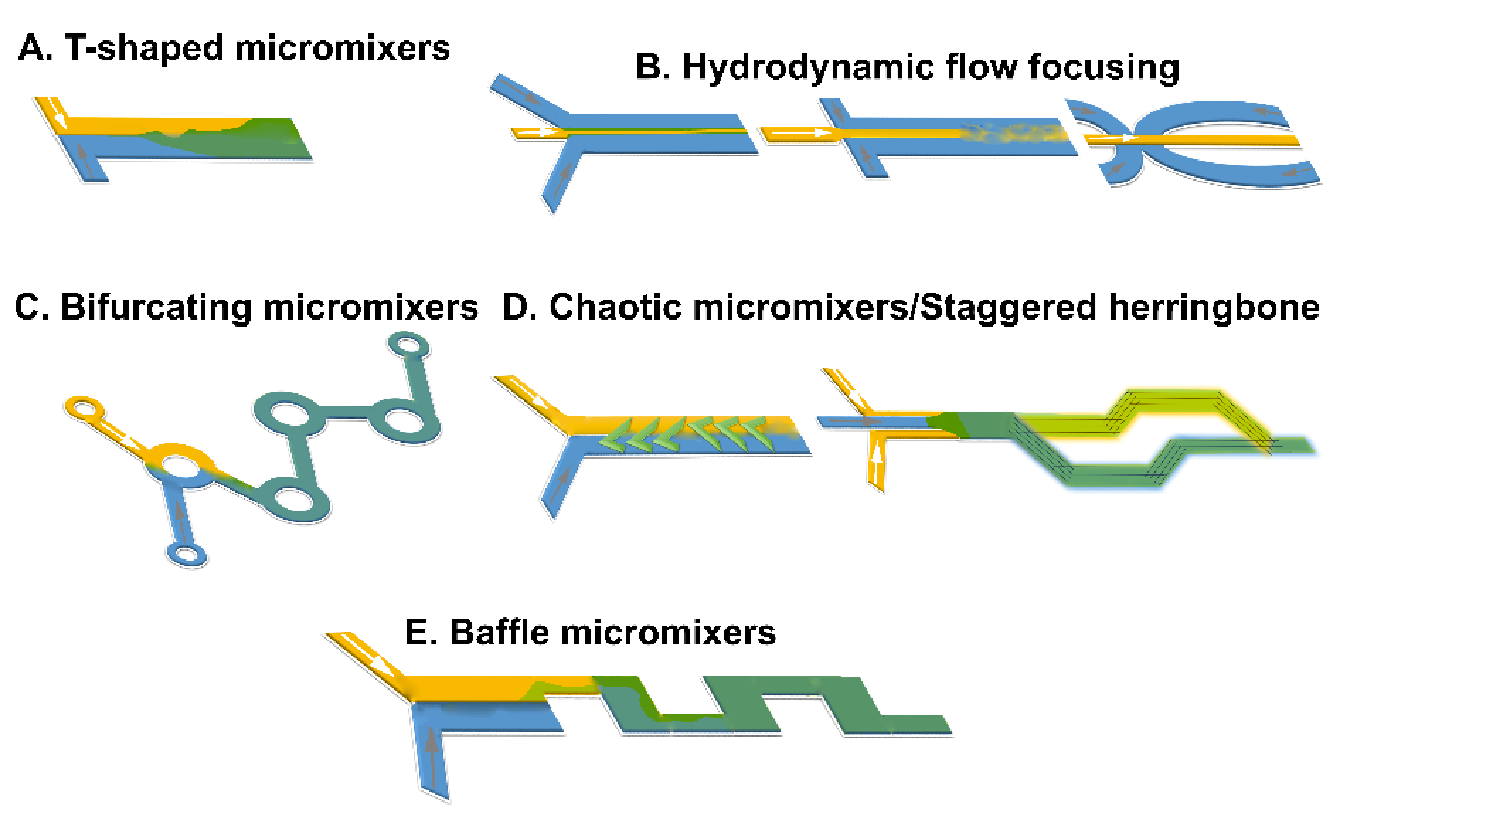 A. T-shaped micromixers
B. Hydrodynamic flow focusing
C. Bifurcating micromixers
D. Chaotic micromixers/Staggered herringbone
E. Baffle micromixers